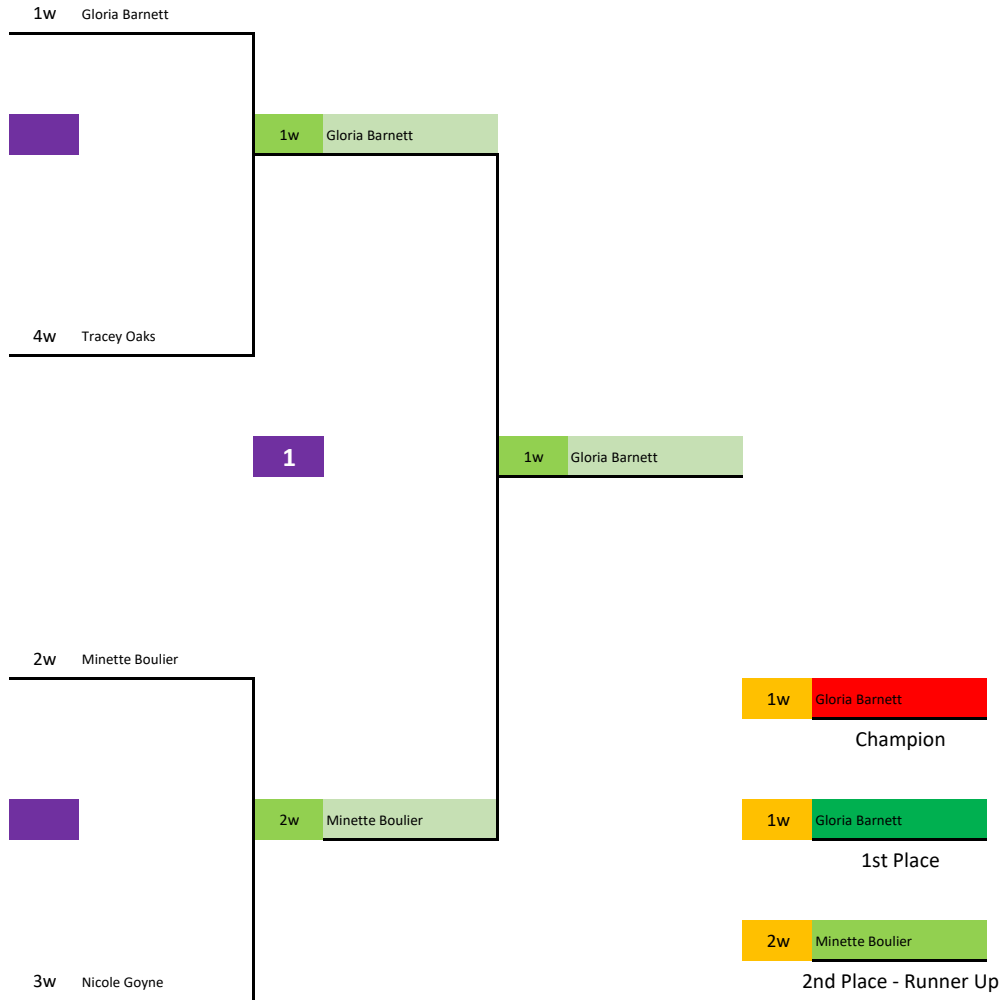 1w Gloria Barnett
1w Gloria Barnett
4w Tracey Oaks
1
1w Gloria Barnett
2w Minette Boulier
1w Gloria Barnett
Champion
2w Minette Boulier
1w Gloria Barnett
1st Place
2w Minette Boulier
3w Nicole Goyne
2nd Place - Runner Up